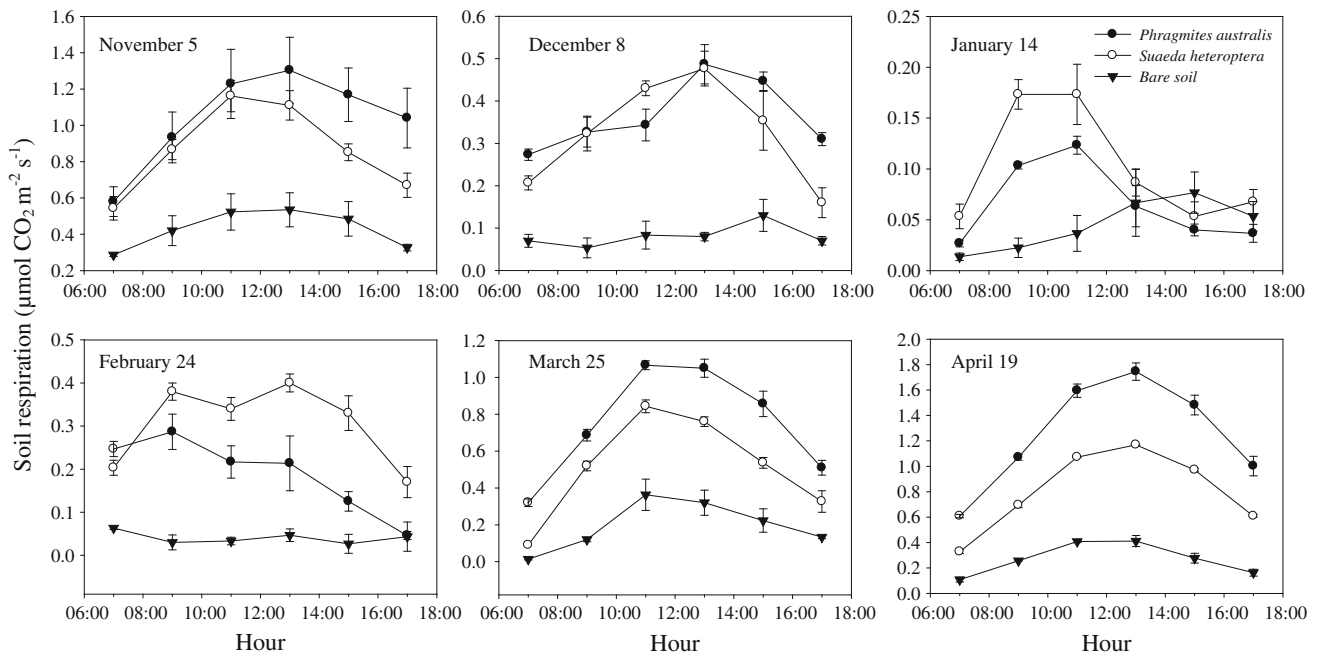 Soil respiration (µmol CO₂ m⁻² s⁻¹)
November 5
1.6
1.4
1.2
1.0
0.8
0.6
0.4
0.2
06:00 08:00 10:00 12:00 14:00 16:00 18:00
December 8
0.6
0.5
0.4
0.3
0.2
0.1
0.0
06:00 08:00 10:00 12:00 14:00 16:00 18:00
January 14
Phragmites australis
Suaeda heteroptera
Bare soil
0.25
0.20
0.15
0.10
0.05
0.00
06:00 08:00 10:00 12:00 14:00 16:00 18:00
February 24
0.5
0.4
0.3
0.2
0.1
0.0
06:00 08:00 10:00 12:00 14:00 16:00 18:00
Hour
March 25
1.2
1.0
0.8
0.6
0.4
0.2
0.0
06:00 08:00 10:00 12:00 14:00 16:00 18:00
Hour
April 19
2.0
1.8
1.6
1.4
1.2
1.0
0.8
0.6
0.4
0.2
0.0
06:00 08:00 10:00 12:00 14:00 16:00 18:00
Hour